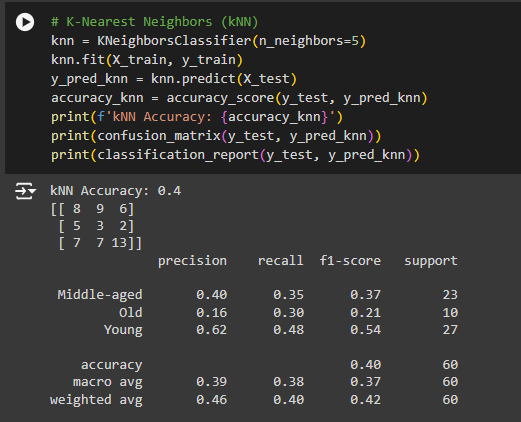 # K-Nearest Neighbors (kNN)
knn = KNeighborsClassifier(n_neighbors=5)
knn.fit(X_train, y_train)
y_pred_knn = knn.predict(X_test)
accuracy_knn = accuracy_score(y_test, y_pred_knn)
print(f'kNN Accuracy: {accuracy_knn}')
print(confusion_matrix(y_test, y_pred_knn))
print(classification_report(y_test, y_pred_knn))
kNN Accuracy: 0.4
[[ 8  9  6]
 [ 5  3  2]
 [ 7  7 13]]
              precision    recall  f1-score   support
 Middle-aged       0.40      0.35      0.37        23
         Old       0.16      0.30      0.21        10
       Young       0.62      0.48      0.54        27
    accuracy                           0.40        60
   macro avg       0.39      0.38      0.37        60
weighted avg       0.46      0.40      0.42        60